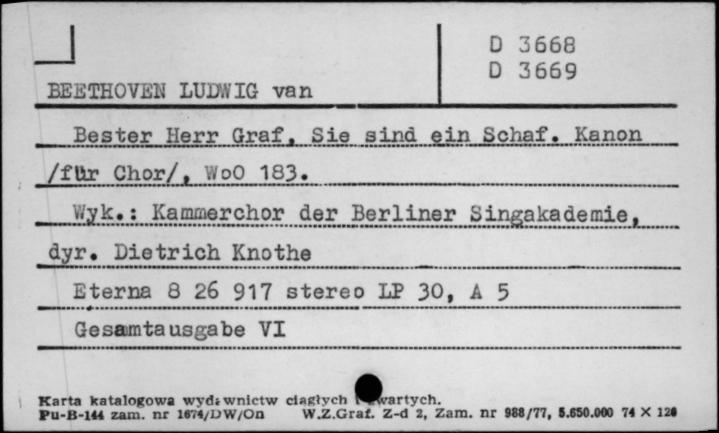 D 3668
D 3669
BEETHOVEN LUDWIG van
Bester Herr Graf, Sie sind ein Schaf. Kanon
/für Chor/, WoO 183.
Wyk.: Kammerchor der Berliner Singakademie,
dyr. Dietrich Knothe
Eterna 8 26 917 stereo LP 30, A 5
Gesamtausgabe VI
Karta katalogowa wydawnictw ciągłych i zwartych.
Pu-B-144 zam. nr 1674/DW/On W.Z.Graf. Z-d 2, Zam. nr 988/77, 5.650.000 74 X 120